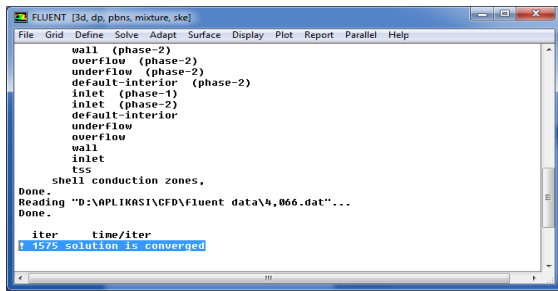 FLUENT [3d, dp, pbns, mixture, ske]
File Grid Define Solve Adapt Surface Display Plot Report Parallel Help
wall (phase-2)
overflow (phase-2)
underflow (phase-2)
default-interior (phase-2)
inlet (phase-1)
inlet (phase-2)
default-interior
underflow
overflow
wall
inlet
tss
shell conduction zones,
Done.
Reading "D:\APLIKASI\CFD\fluent data\4,066.dat"...
Done.
iter time/iter
! 1575 solution is converged